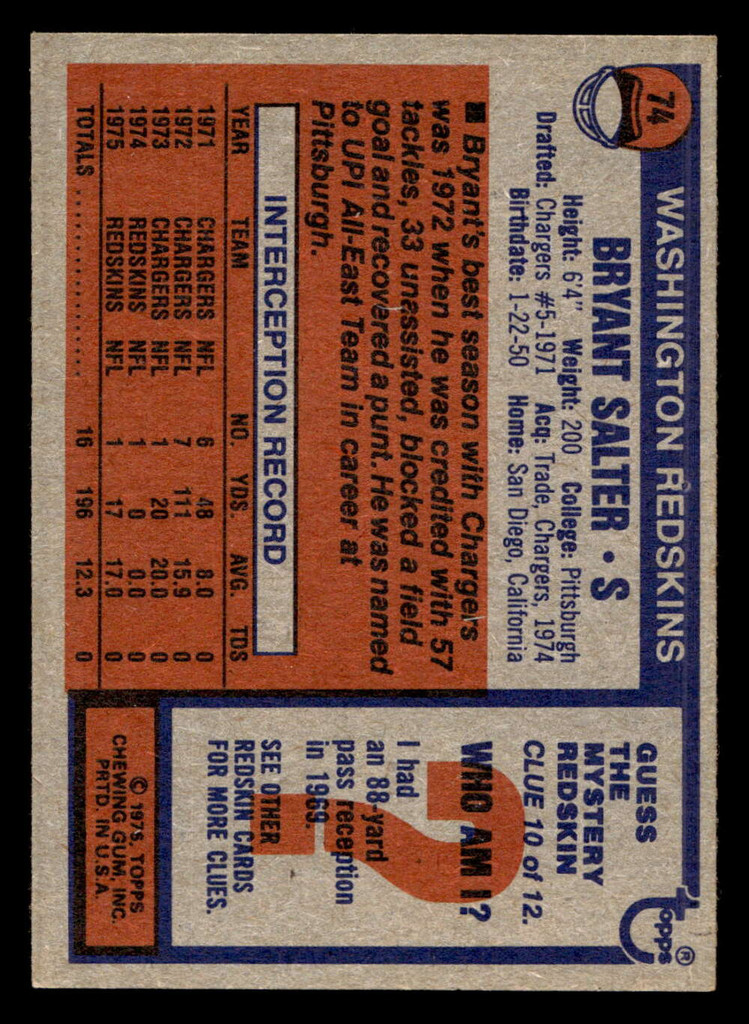 74
WASHINGTON REDSKINS
BRYANT SALTER • S
Height: 6'4" Weight: 200 College: Pittsburgh
Drafted: Chargers #5-1971 Acq: Trade, Chargers, 1974
Birthdate: 1-22-50 Home: San Diego, California
■ Bryant's best season with Chargers
was 1972 when he was credited with 57
tackles, 33 unassisted, blocked a field
goal and recovered a punt. He was named
to UPI All-East Team in career at
Pittsburgh.
INTERCEPTION RECORD
YEAR TEAM NO. YDS. AVG. TDS
1971 CHARGERS NFL 6 48 8.0 0
1972 CHARGERS NFL 7 111 15.9 0
1973 CHARGERS NFL 1 20 20.0 0
1974 REDSKINS NFL 1 0 0.0 0
1975 REDSKINS NFL 1 17 17.0 0
TOTALS .................... 16 196 12.3 0
topps®
GUESS
THE
MYSTERY
REDSKIN
CLUE 10 of 12.
?
WHO AM I?
I had
an 88-yard
pass reception
in 1969.
SEE OTHER
REDSKIN CARDS
FOR MORE CLUES.
© 1976, TOPPS
CHEWING GUM, INC.
PRTD. IN U.S.A.